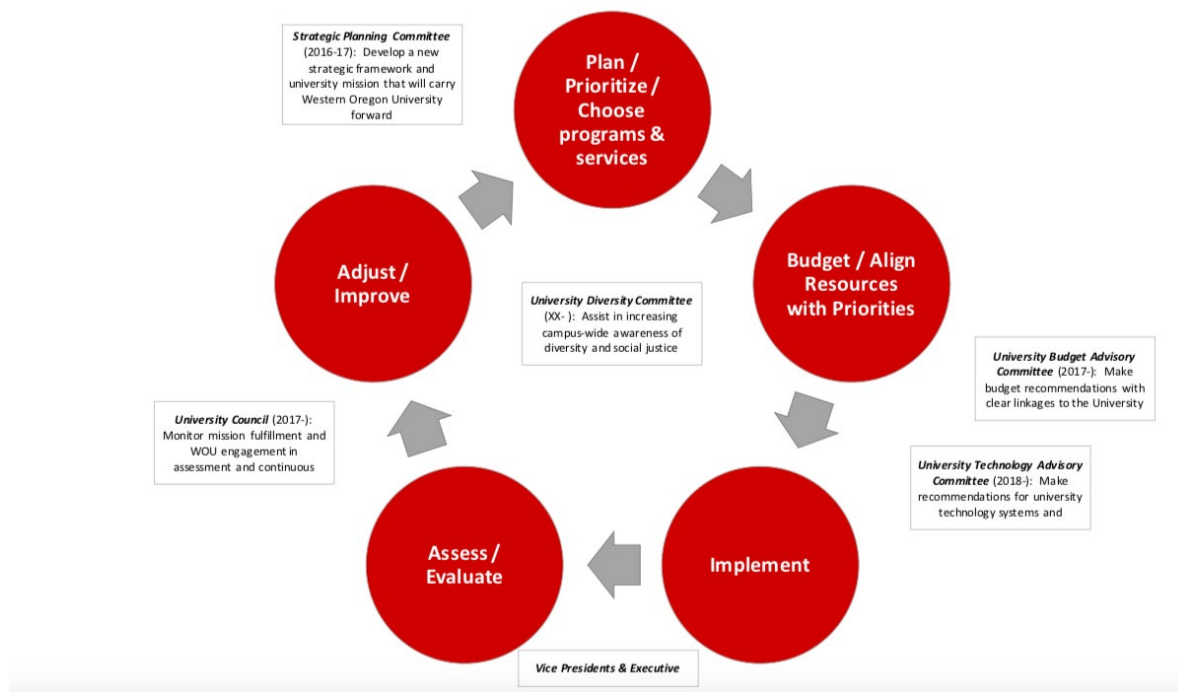 Strategic Planning Committee
(2016-17): Develop a new
strategic framework and
university mission that will carry
Western Oregon University
forward
Plan /
Prioritize /
Choose
programs &
services
Budget / Align
Resources
with Priorities
Adjust /
Improve
University Diversity Committee
(XX- ): Assist in increasing
campus-wide awareness of
diversity and social justice
University Budget Advisory
Committee (2017-): Make
budget recommendations with
clear linkages to the University
University Council (2017-):
Monitor mission fulfillment and
WOU engagement in
assessment and continuous
University Technology Advisory
Committee (2018-): Make
recommendations for university
technology systems and
Implement
Assess /
Evaluate
Vice Presidents & Executive